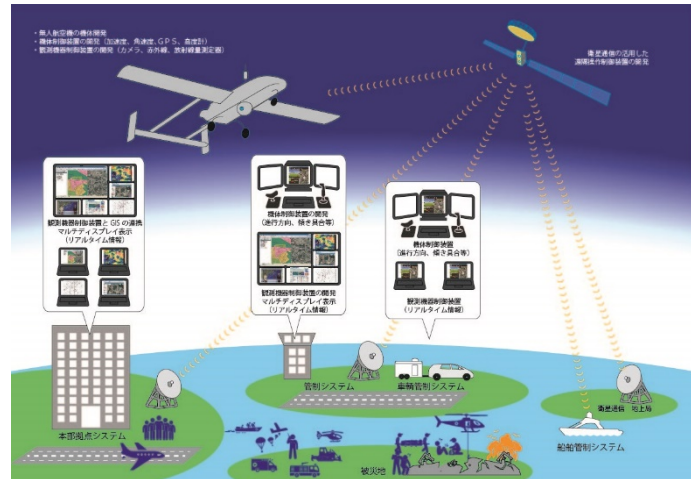 ・無人航空機の機体開発
・機体制御装置の開発（加速度、角速度、GPS、高度計）
・観測機器制御装置の開発（カメラ、赤外線、放射線量測定器）
衛星通信の活用した
遠隔操作制御装置の開発
観測機器制御装置とGISの連携
マルチディスプレイ表示
（リアルタイム情報）
機体制御装置の開発
（進行方向、傾き具合等）
観測機器制御装置の開発
マルチディスプレイ表示
（リアルタイム情報）
機体制御装置
（進行方向、傾き具合等）
観測機器制御装置
（リアルタイム情報）
管制システム
車輌管制システム
衛星通信 地上局
本部拠点システム
船舶管制システム
被災地